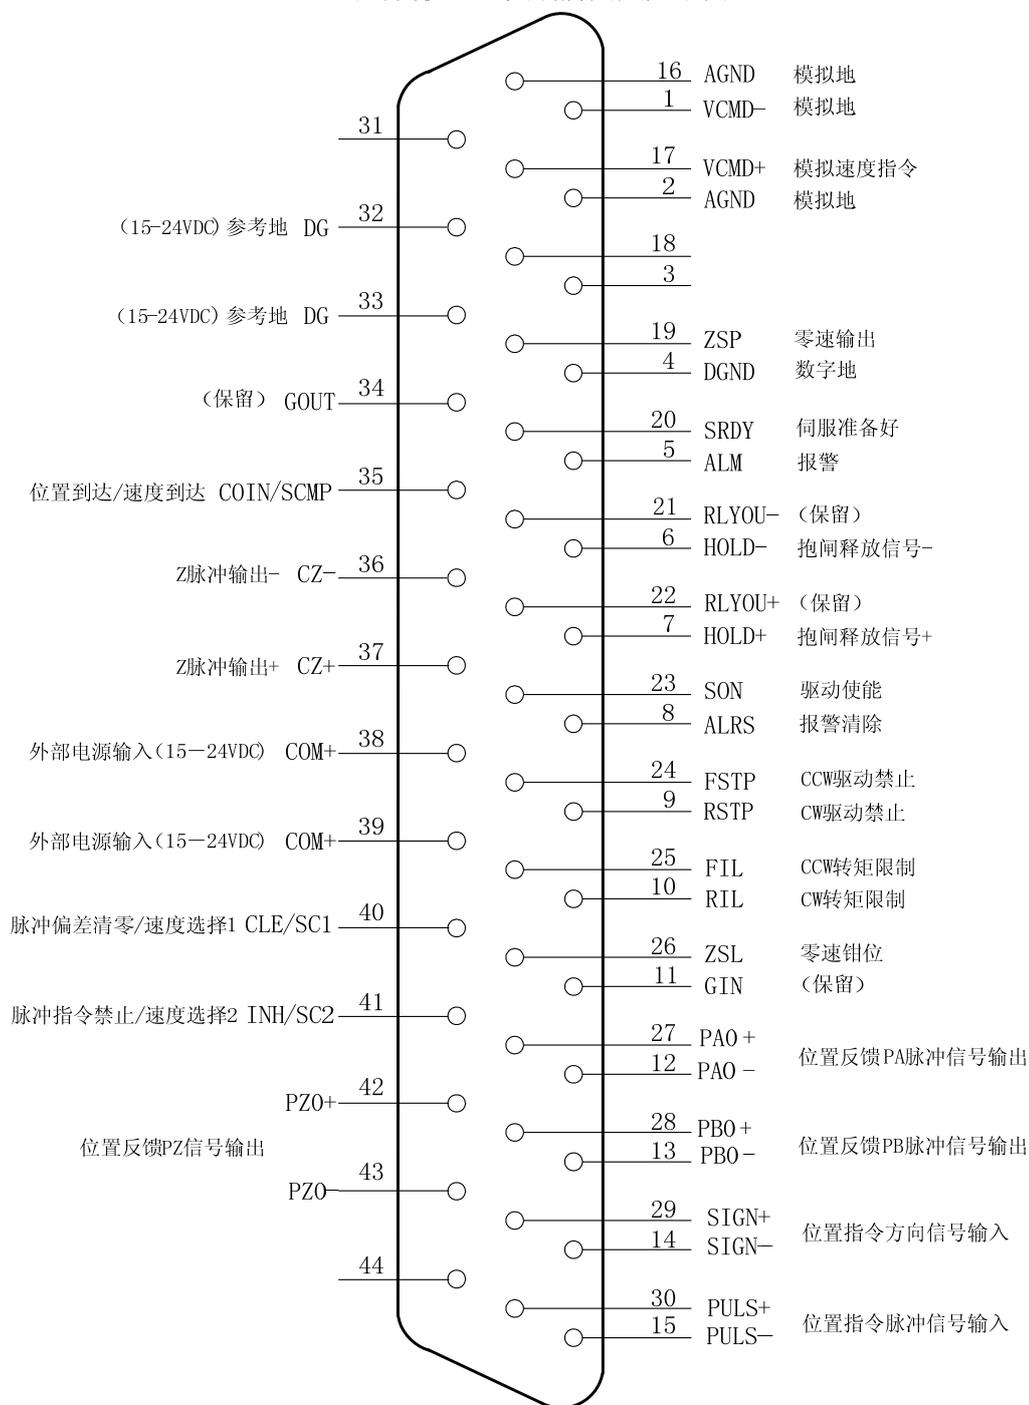 16 AGND 模拟地
1 VCMD- 模拟地
31
17 VCMD+ 模拟速度指令
2 AGND 模拟地
(15-24VDC) 参考地 DG 32
18
3
(15-24VDC) 参考地 DG 33
19 ZSP 零速输出
4 DGND 数字地
(保留) GOUT 34
20 SRDY 伺服准备好
5 ALM 报警
位置到达/速度到达 COIN/SCMP 35
21 RLYOU- (保留)
6 HOLD- 抱闸释放信号-
Z脉冲输出- CZ- 36
22 RLYOU+ (保留)
7 HOLD+ 抱闸释放信号+
Z脉冲输出+ CZ+ 37
23 SON 驱动使能
8 ALRS 报警清除
外部电源输入(15-24VDC) COM+ 38
24 FSTP CCW驱动禁止
9 RSTP CW驱动禁止
外部电源输入(15-24VDC) COM+ 39
25 FIL CCW转矩限制
10 RIL CW转矩限制
脉冲偏差清零/速度选择1 CLE/SC1 40
26 ZSL 零速钳位
11 GIN (保留)
脉冲指令禁止/速度选择2 INH/SC2 41
27 PAO+
位置反馈PA脉冲信号输出
12 PAO-
PZO+ 42
28 PBO+
位置反馈PB脉冲信号输出
13 PBO-
位置反馈PZ信号输出
PZO- 43
29 SIGN+
位置指令方向信号输入
14 SIGN-
44
30 PULS+
位置指令脉冲信号输入
15 PULS-